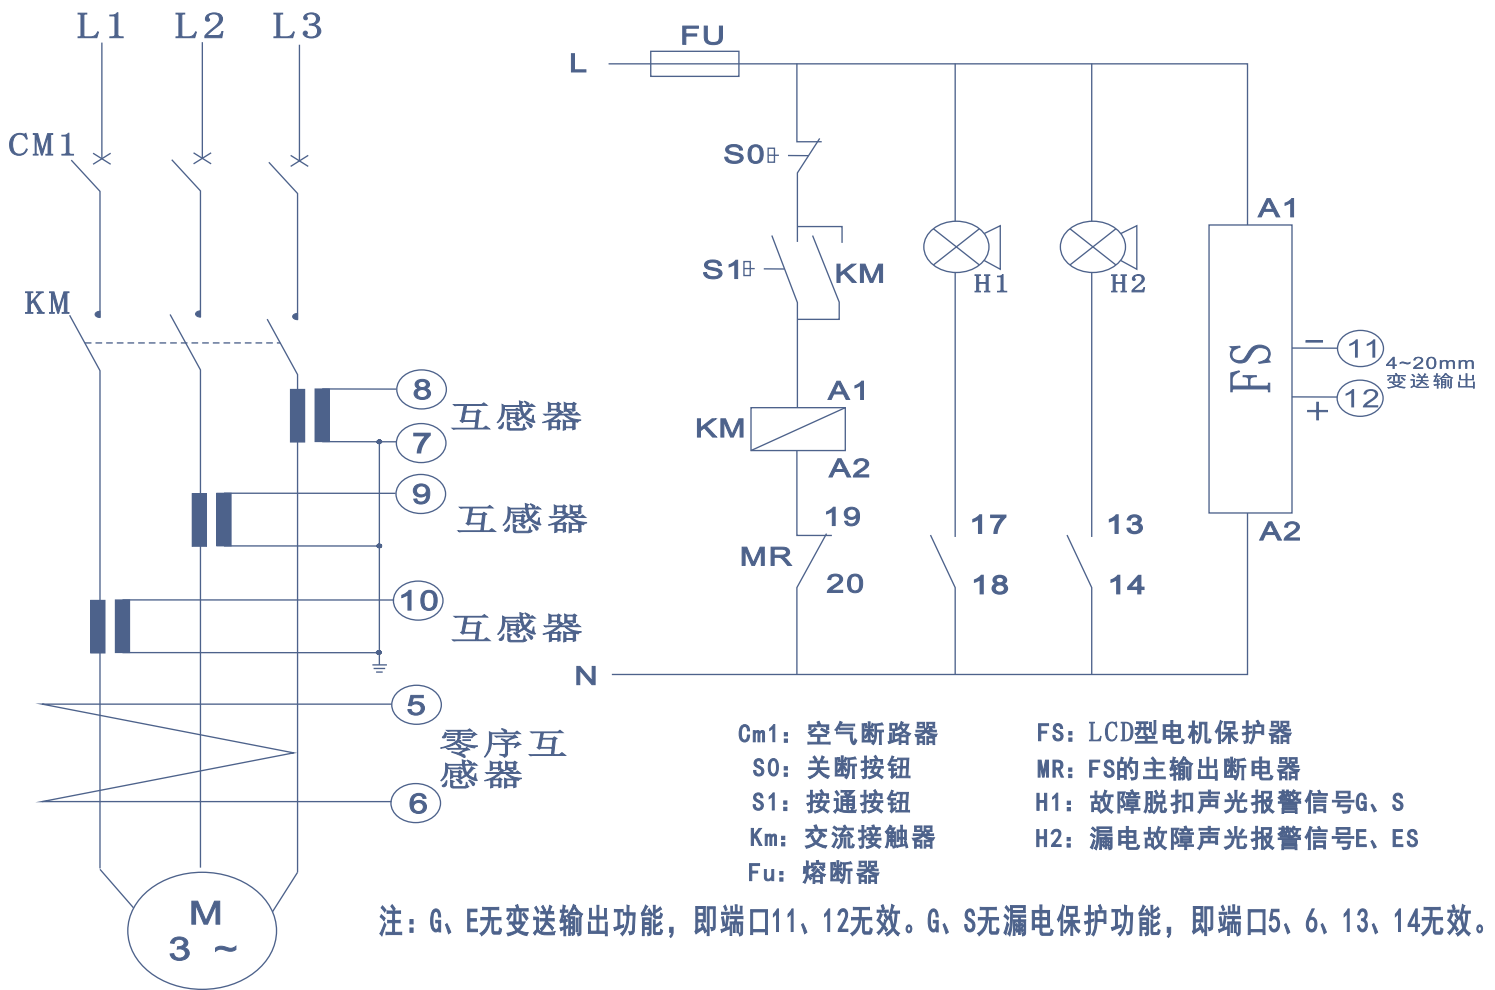 L1 L2 L3
CM1
KM
8
互感器
7
9
互感器
10
互感器
5
零序互
感器
6
M
3 ~
FU
L
S0
S1
KM
H1
H2
A1
FS
− 11
4~20mm
变送输出
+ 12
A2
A1
KM
A2
19
MR
20
17
18
13
14
N
Cm1：空气断路器
S0：关断按钮
S1：按通按钮
Km：交流接触器
Fu：熔断器
FS：LCD型电机保护器
MR：FS的主输出断电器
H1：故障脱扣声光报警信号G、S
H2：漏电故障声光报警信号E、ES
注：G、E无变送输出功能，即端口11、12无效。G、S无漏电保护功能，即端口5、6、13、14无效。